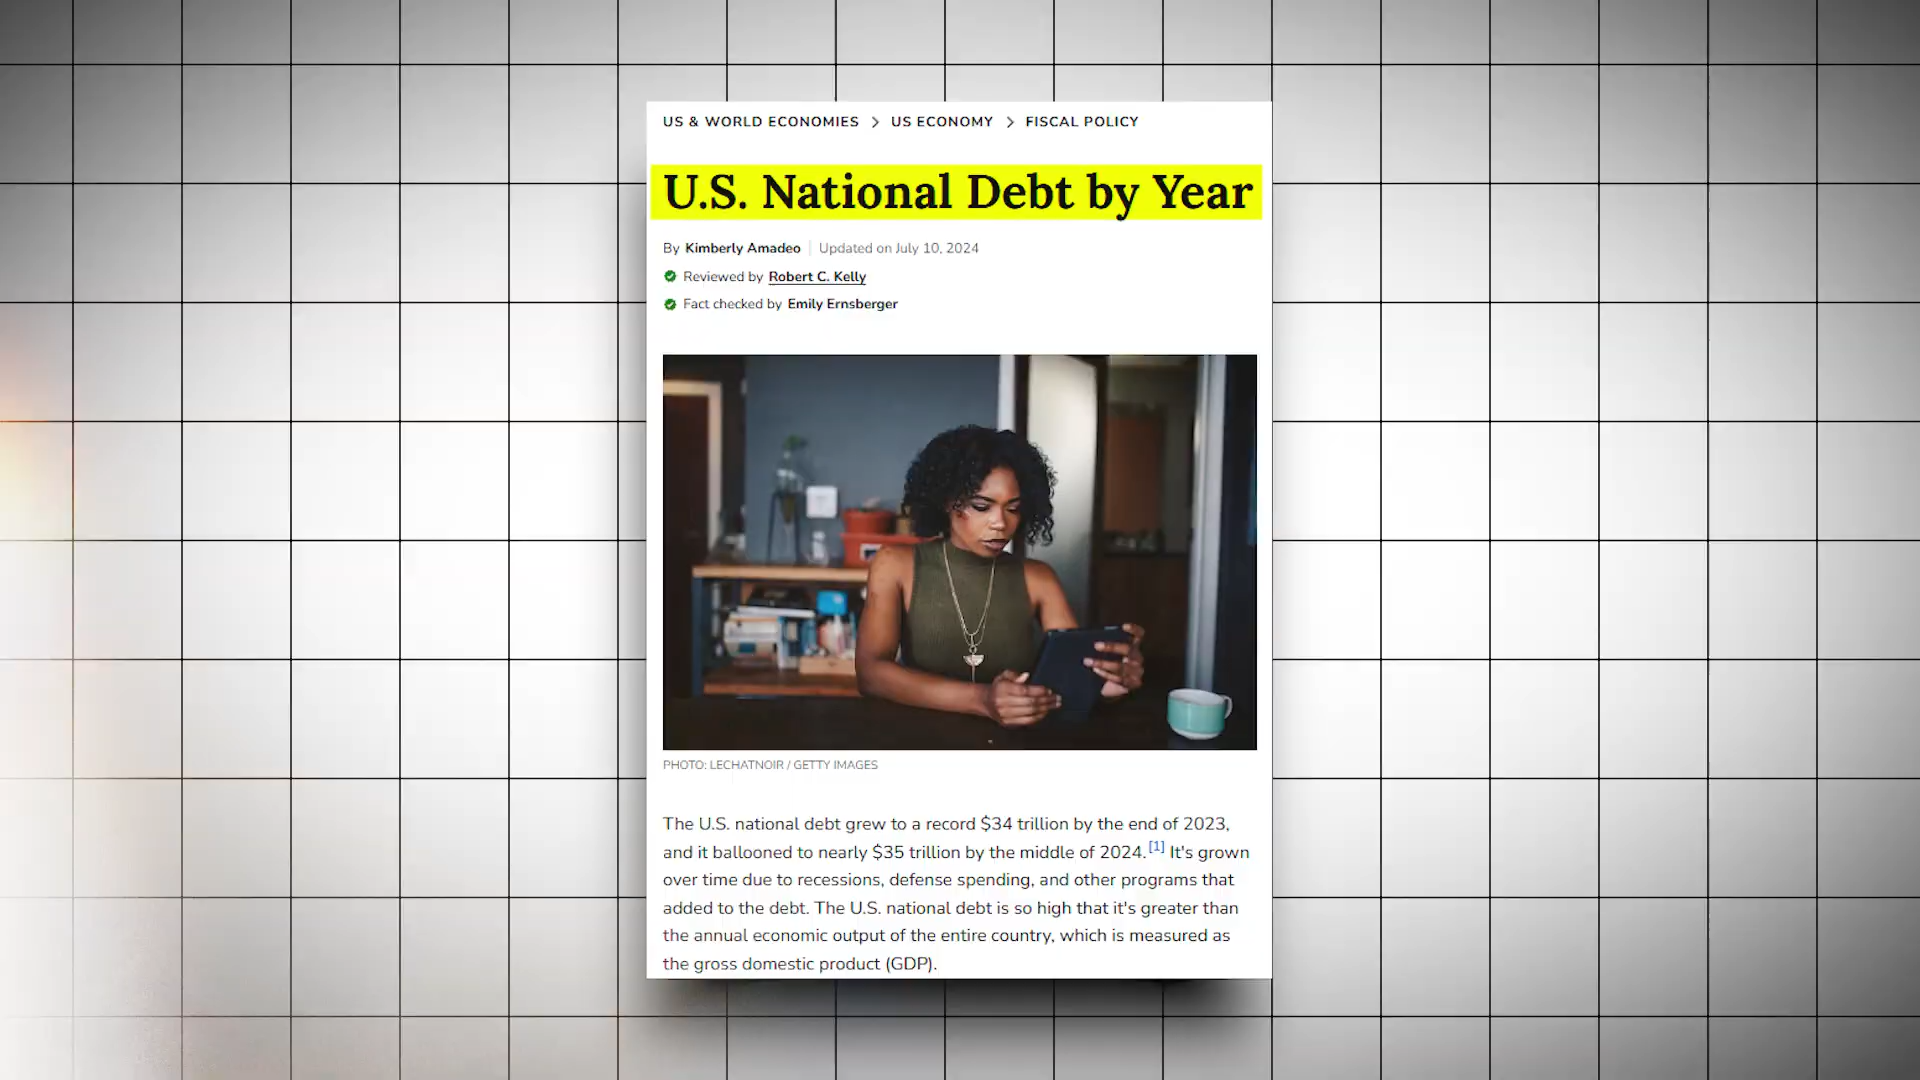 US & WORLD ECONOMIES > US ECONOMY > FISCAL POLICY
U.S. National Debt by Year
By Kimberly Amadeo | Updated on July 10, 2024
Reviewed by Robert C. Kelly
Fact checked by Emily Ernsberger
PHOTO: LECHATNOIR / GETTY IMAGES
The U.S. national debt grew to a record $34 trillion by the end of 2023,
and it ballooned to nearly $35 trillion by the middle of 2024.[1] It's grown
over time due to recessions, defense spending, and other programs that
added to the debt. The U.S. national debt is so high that it's greater than
the annual economic output of the entire country, which is measured as
the gross domestic product (GDP).